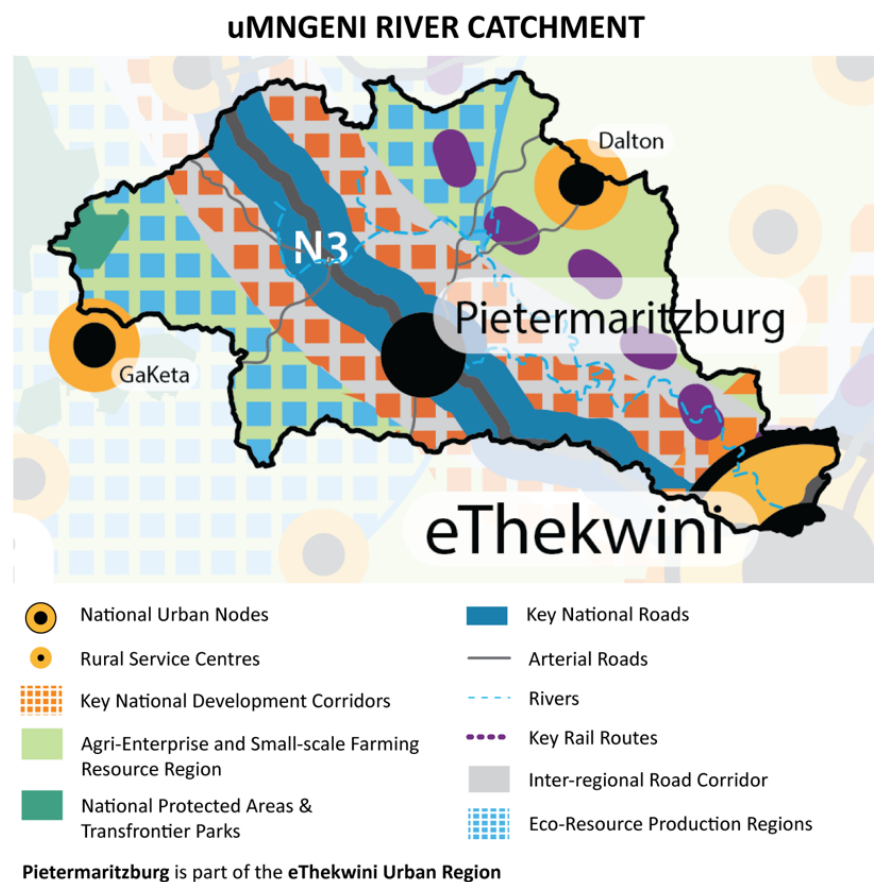 uMNGENI RIVER CATCHMENT
Dalton
N3
Pietermaritzburg
GaKeta
eThekwini
National Urban Nodes
Rural Service Centres
Key National Development Corridors
Agri-Enterprise and Small-scale Farming
Resource Region
National Protected Areas &
Transfrontier Parks
Key National Roads
Arterial Roads
Rivers
Key Rail Routes
Inter-regional Road Corridor
Eco-Resource Production Regions
Pietermaritzburg is part of the eThekwini Urban Region